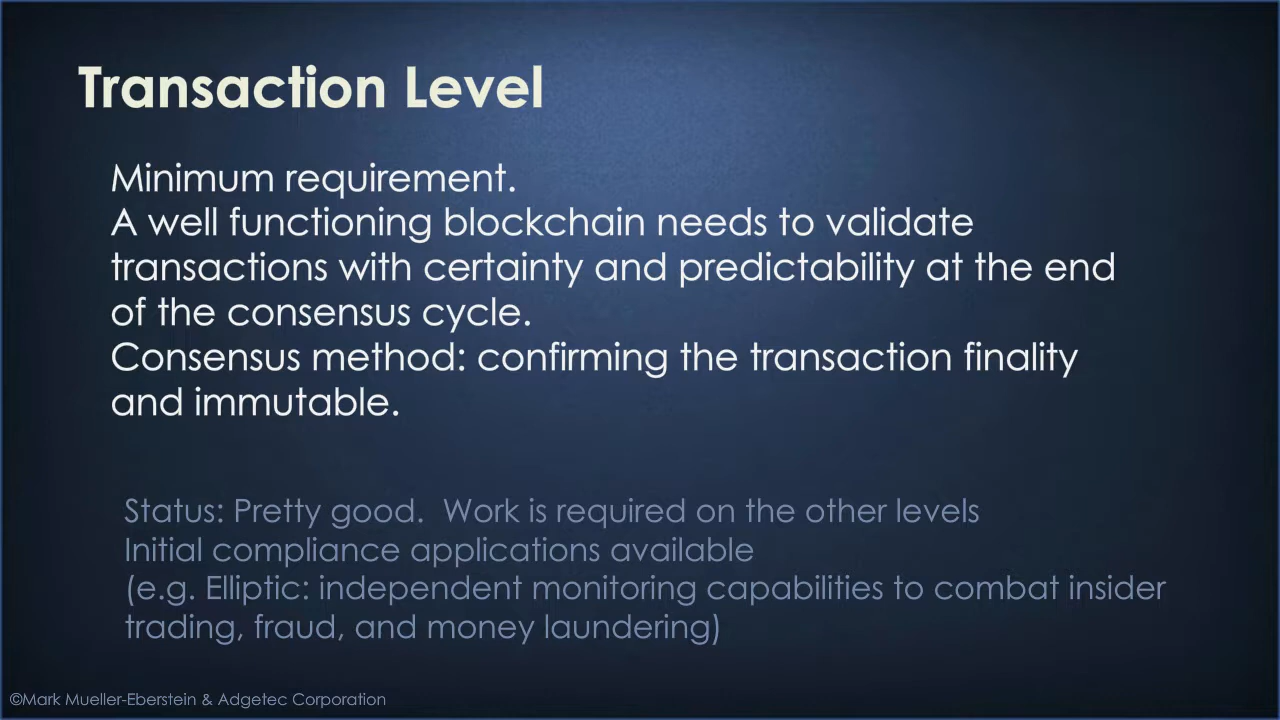 Transaction Level
Minimum requirement.
A well functioning blockchain needs to validate
transactions with certainty and predictability at the end
of the consensus cycle.
Consensus method: confirming the transaction finality
and immutable.
Status: Pretty good.  Work is required on the other levels
Initial compliance applications available
(e.g. Elliptic: independent monitoring capabilities to combat insider
trading, fraud, and money laundering)
©Mark Mueller-Eberstein & Adgetec Corporation